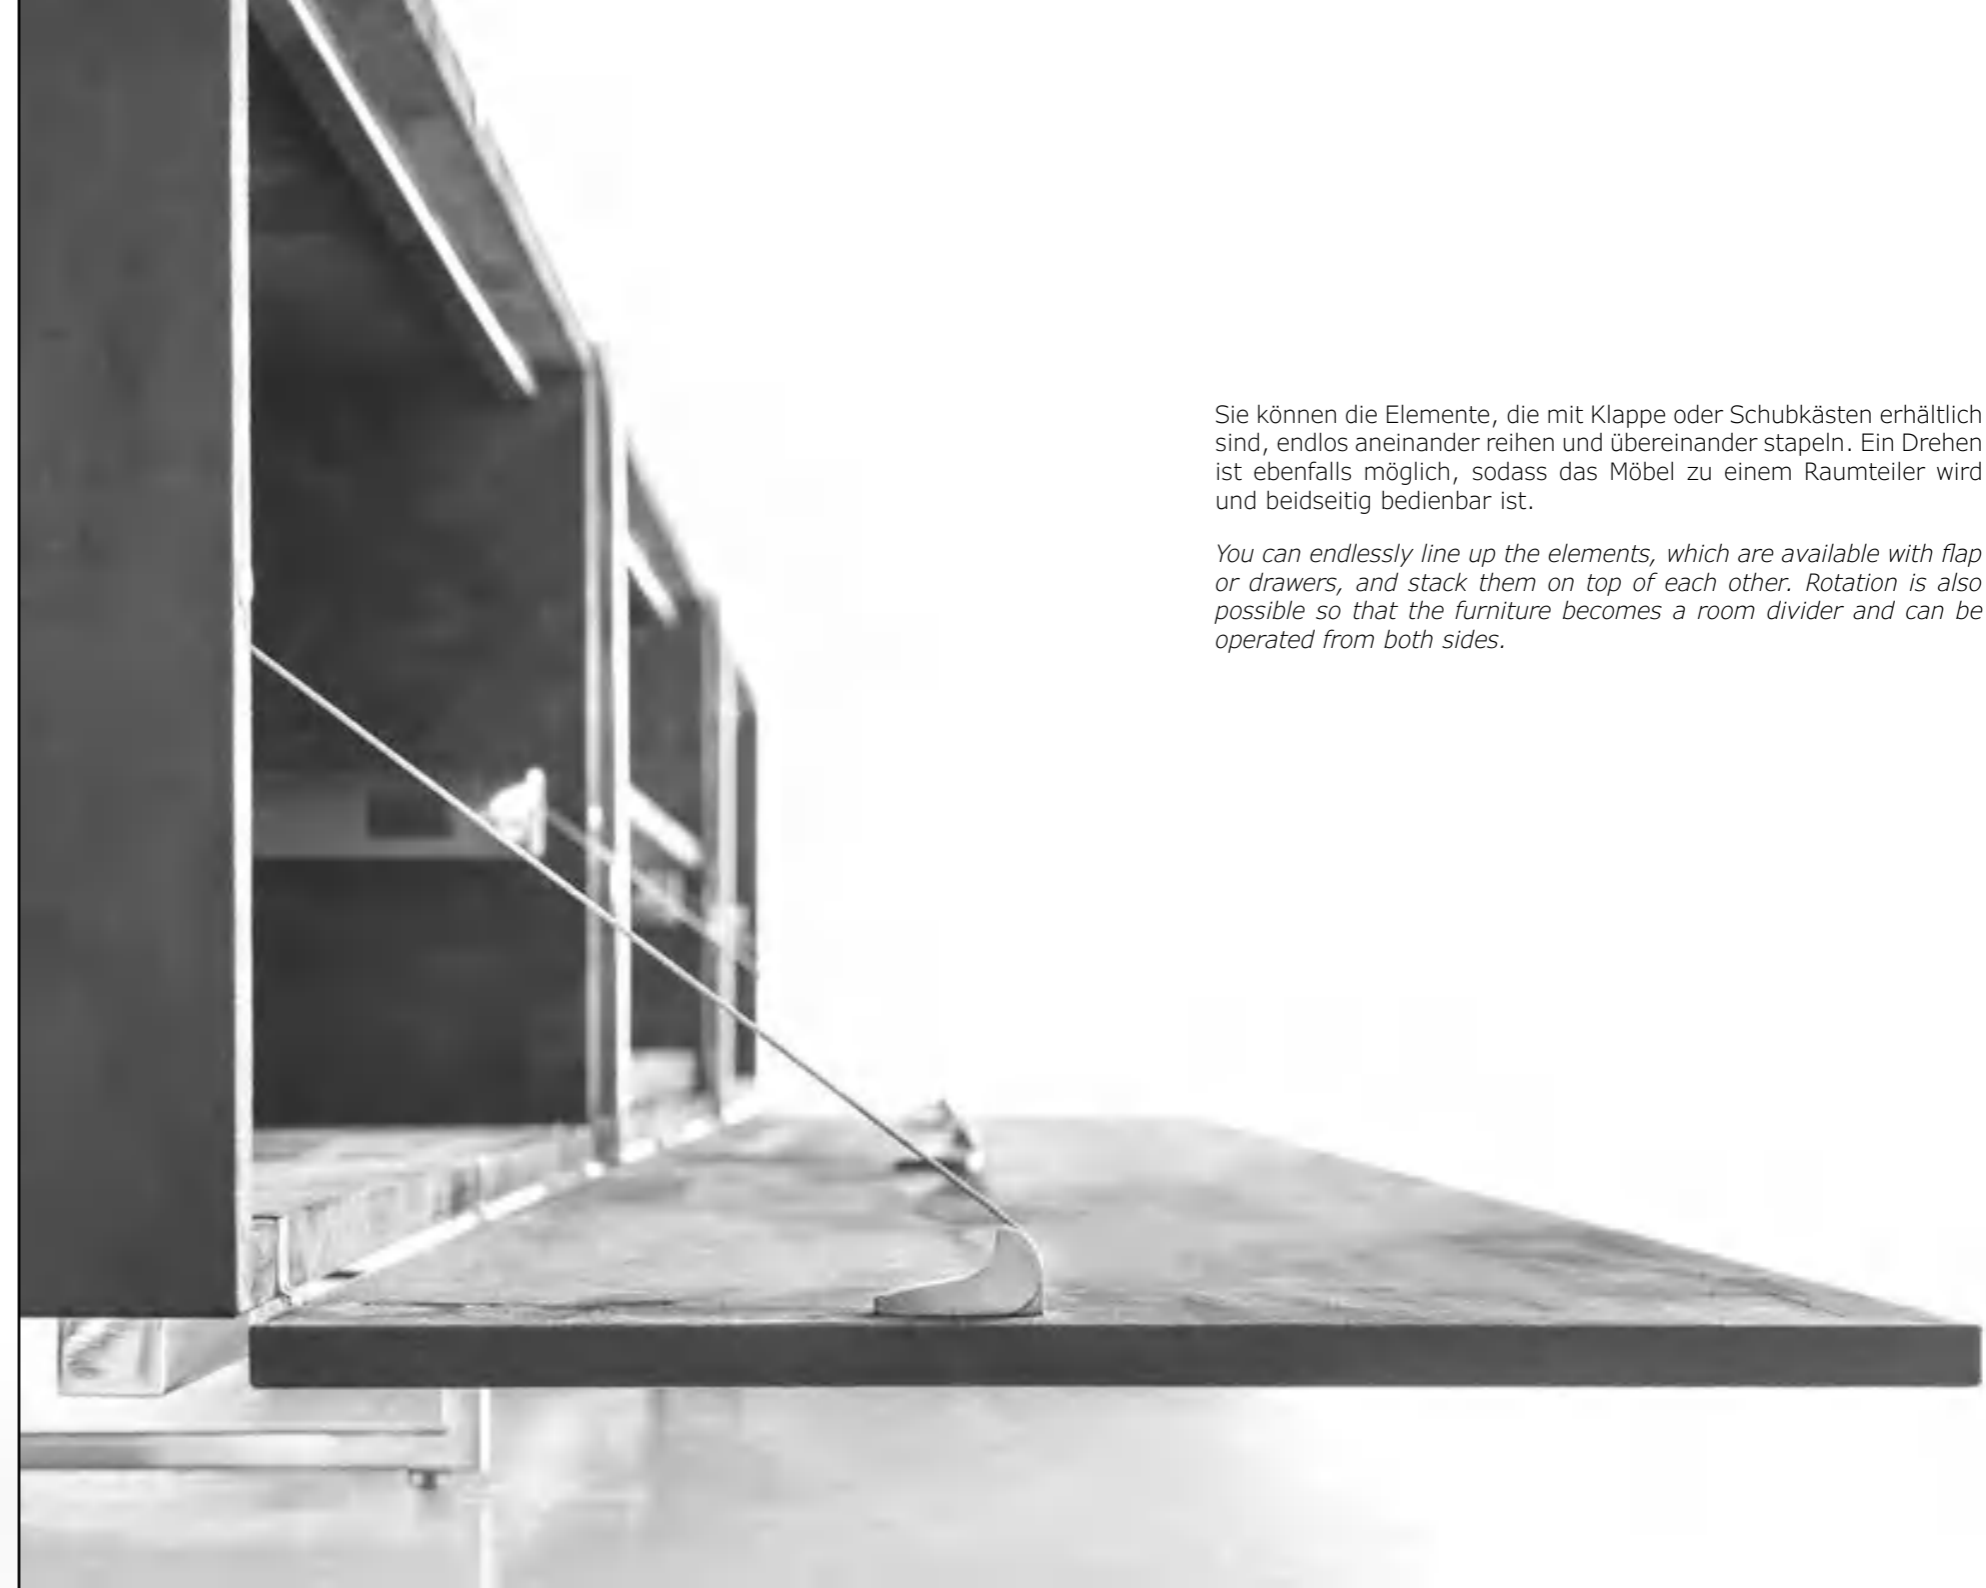 Sie können die Elemente, die mit Klappe oder Schubkästen erhältlich
sind, endlos aneinander reihen und übereinander stapeln. Ein Drehen
ist ebenfalls möglich, sodass das Möbel zu einem Raumteiler wird
und beidseitig bedienbar ist.
You can endlessly line up the elements, which are available with flap
or drawers, and stack them on top of each other. Rotation is also
possible so that the furniture becomes a room divider and can be
operated from both sides.